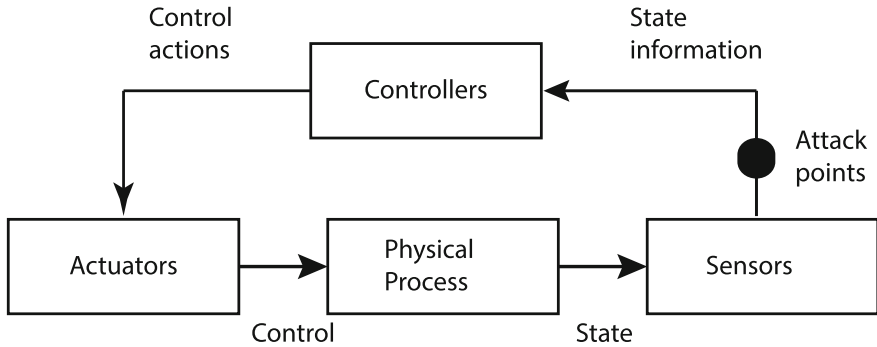 Control
actions
State
information
Controllers
Attack
points
Actuators
Physical
Process
Sensors
Control
State